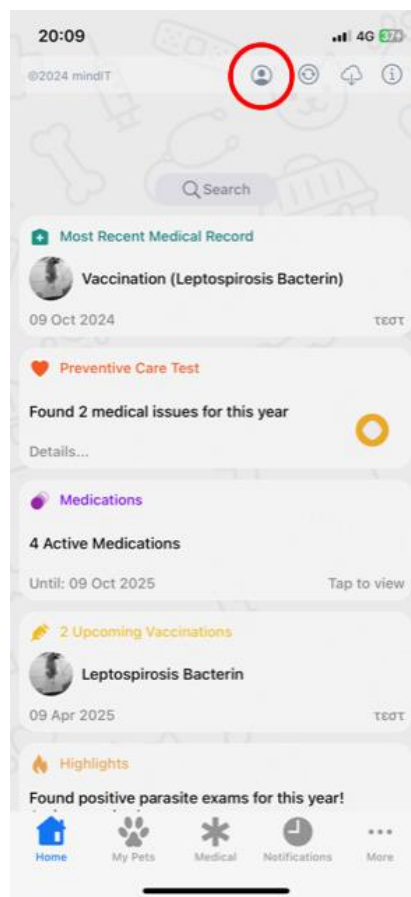 20:09
4G 37
©2024 mindIT
Search
Most Recent Medical Record
Vaccination (Leptospirosis Bacterin)
09 Oct 2024 τεστ
Preventive Care Test
Found 2 medical issues for this year
Details...
Medications
4 Active Medications
Until: 09 Oct 2025 Tap to view
2 Upcoming Vaccinations
Leptospirosis Bacterin
09 Apr 2025 τεστ
Highlights
Found positive parasite exams for this year!
Home My Pets Medical Notifications More